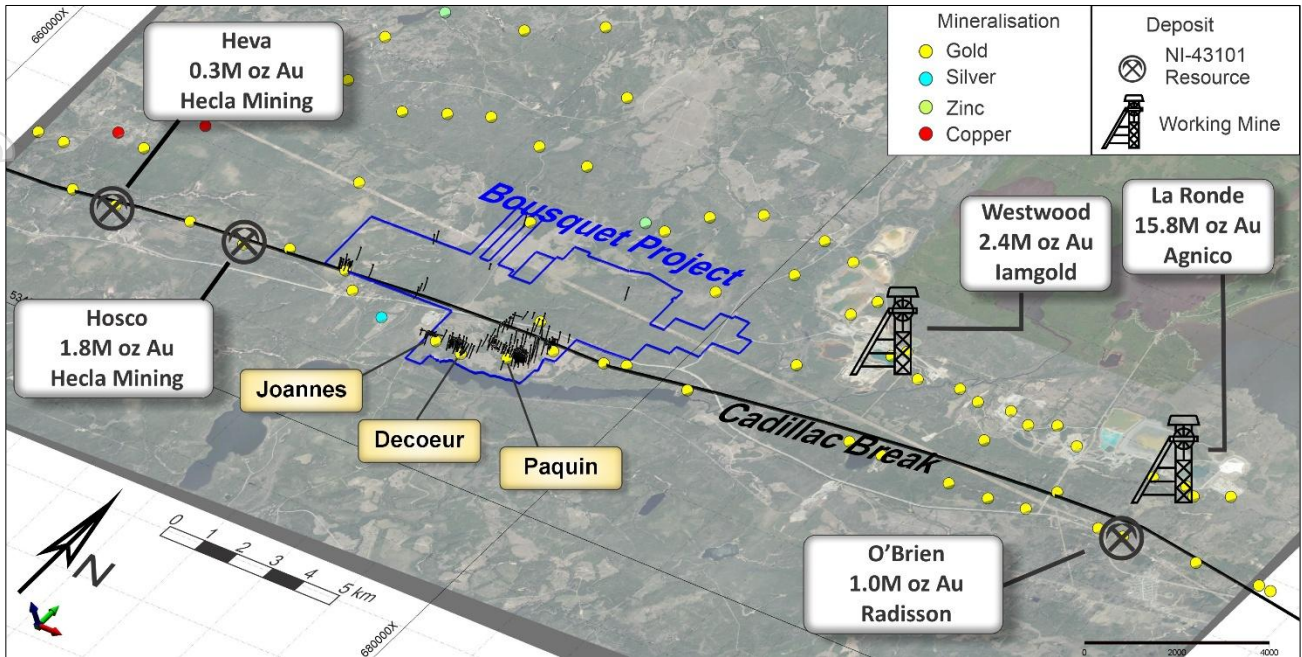 660000X
Heva
0.3M oz Au
Hecla Mining
Mineralisation
Gold
Silver
Zinc
Copper
Deposit
NI-43101
Resource
Working Mine
Bousquet Project
Westwood
2.4M oz Au
Iamgold
La Ronde
15.8M oz Au
Agnico
Hosco
1.8M oz Au
Hecla Mining
Joannes
Decoeur
Paquin
Cadillac Break
O'Brien
1.0M oz Au
Radisson
N
0 1 2 3 4 5 km
680000X
0 2000 4000